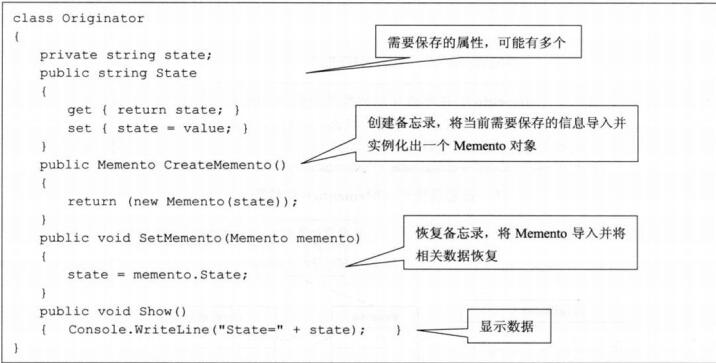 class Originator
{
private string state;
需要保存的属性，可能有多个
public string State
{
get { return state; }
set { state = value; }
创建备忘录，将当前需要保存的信息导入并
实例化出一个 Memento 对象
}
public Memento CreateMemento()
{
return (new Memento(state));
}
public void SetMemento(Memento memento)
恢复备忘录，将 Memento 导入并将
相关数据恢复
{
state = memento.State;
}
public void Show()
{ Console.WriteLine("State=" + state); }
显示数据
}